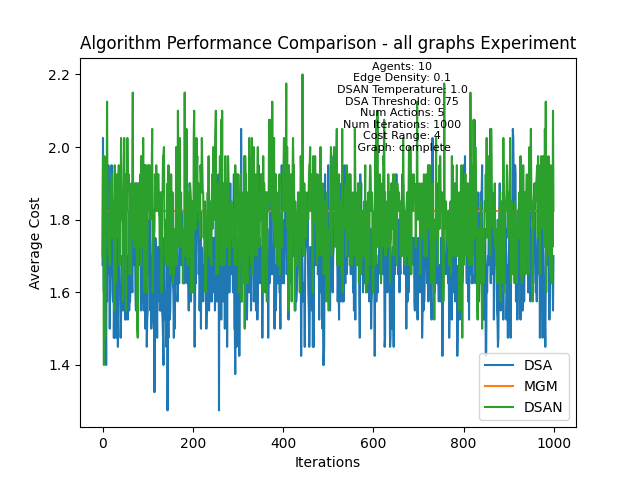 Algorithm Performance Comparison - all graphs Experiment
Agents: 10
Edge Density: 0.1
DSAN Temperature: 1.0
DSA Threshold: 0.75
Num Actions: 5
Num Iterations: 1000
Cost Range: 4
Graph: complete
2.2
2.0
1.8
1.6
1.4
Average Cost
DSA
MGM
DSAN
0
200
400
600
800
1000
Iterations